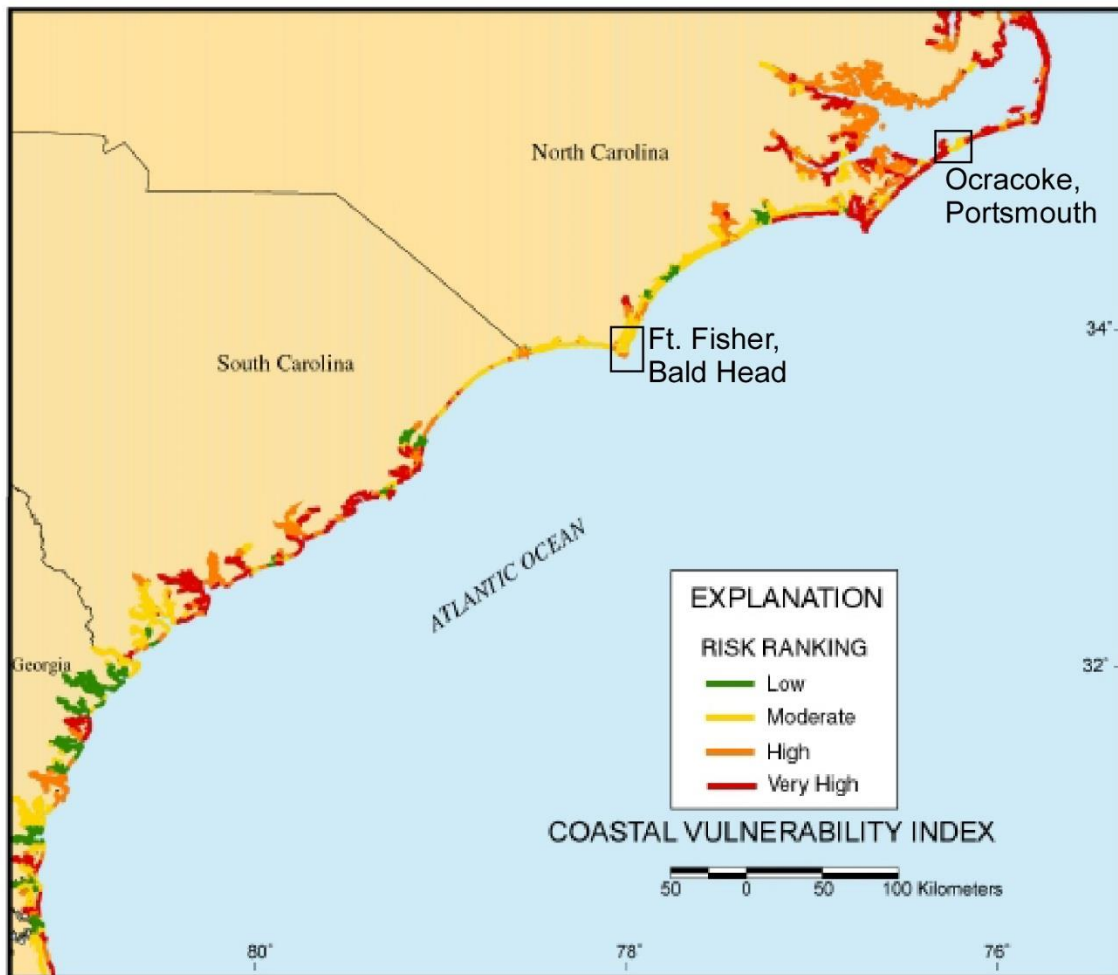 North Carolina
Ocracoke,
Portsmouth
34°
Ft. Fisher,
Bald Head
South Carolina
ATLANTIC OCEAN
EXPLANATION
RISK RANKING
Low
Moderate
High
Very High
Georgia
32°
COASTAL VULNERABILITY INDEX
50 0 50 100 Kilometers
80° 78° 76°